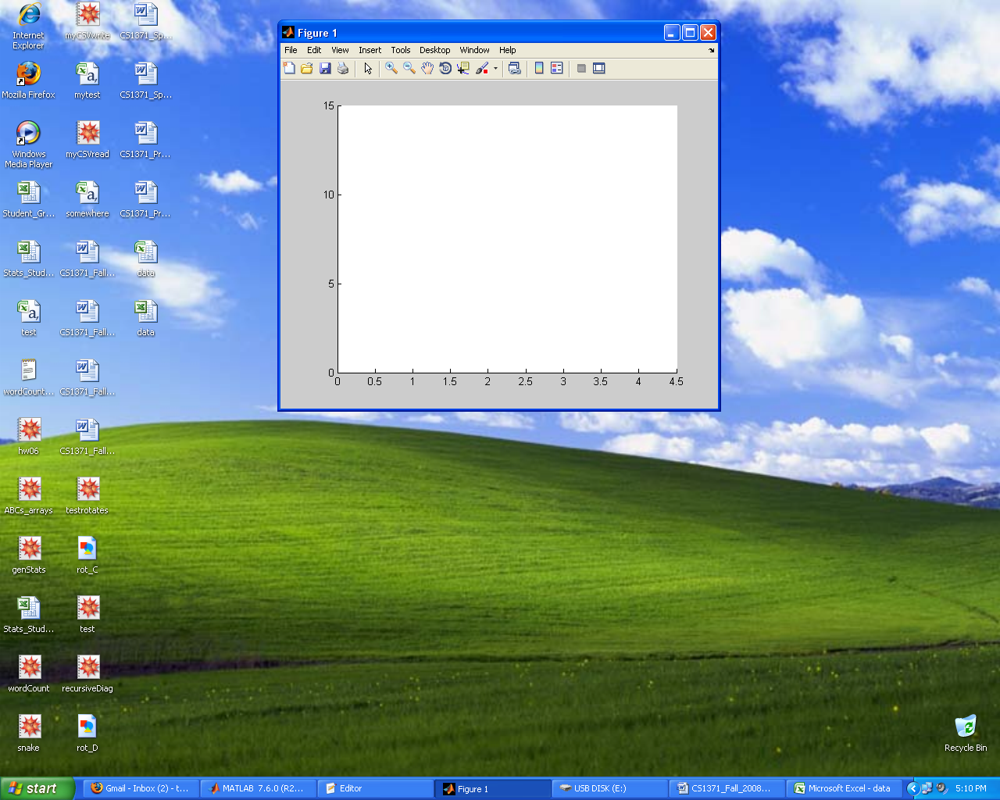 Internet
Explorer
myCSVwrite
CS1371_Sp...
Mozilla Firefox
mytest
CS1371_Sp...
Windows
Media Player
myCSVread
CS1371_Pr...
Student_Gr...
somewhere
CS1371_Pr...
Stats_Stud...
CS1371_Fall...
data
test
CS1371_Fall...
data
wordCount...
CS1371_Fall...
hw06
CS1371_Fall...
ABCs_arrays
testrotates
genStats
rot_C
Stats_Stud...
test
wordCount
recursiveDiag
snake
rot_D
Figure 1
File Edit View Insert Tools Desktop Window Help
15
10
5
0
0 0.5 1 1.5 2 2.5 3 3.5 4 4.5
Recycle Bin
start
Gmail - Inbox (2) - t...
MATLAB 7.6.0 (R2...
Editor
Figure 1
USB DISK (E:)
CS1371_Fall_2008...
Microsoft Excel - data
5:10 PM